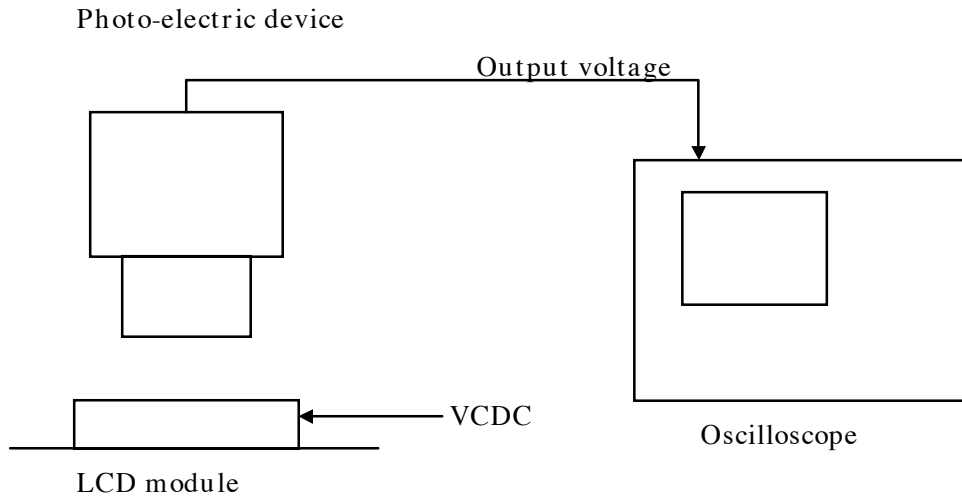 Photo-electric device
Output voltage
VCDC
Oscilloscope
LCD module